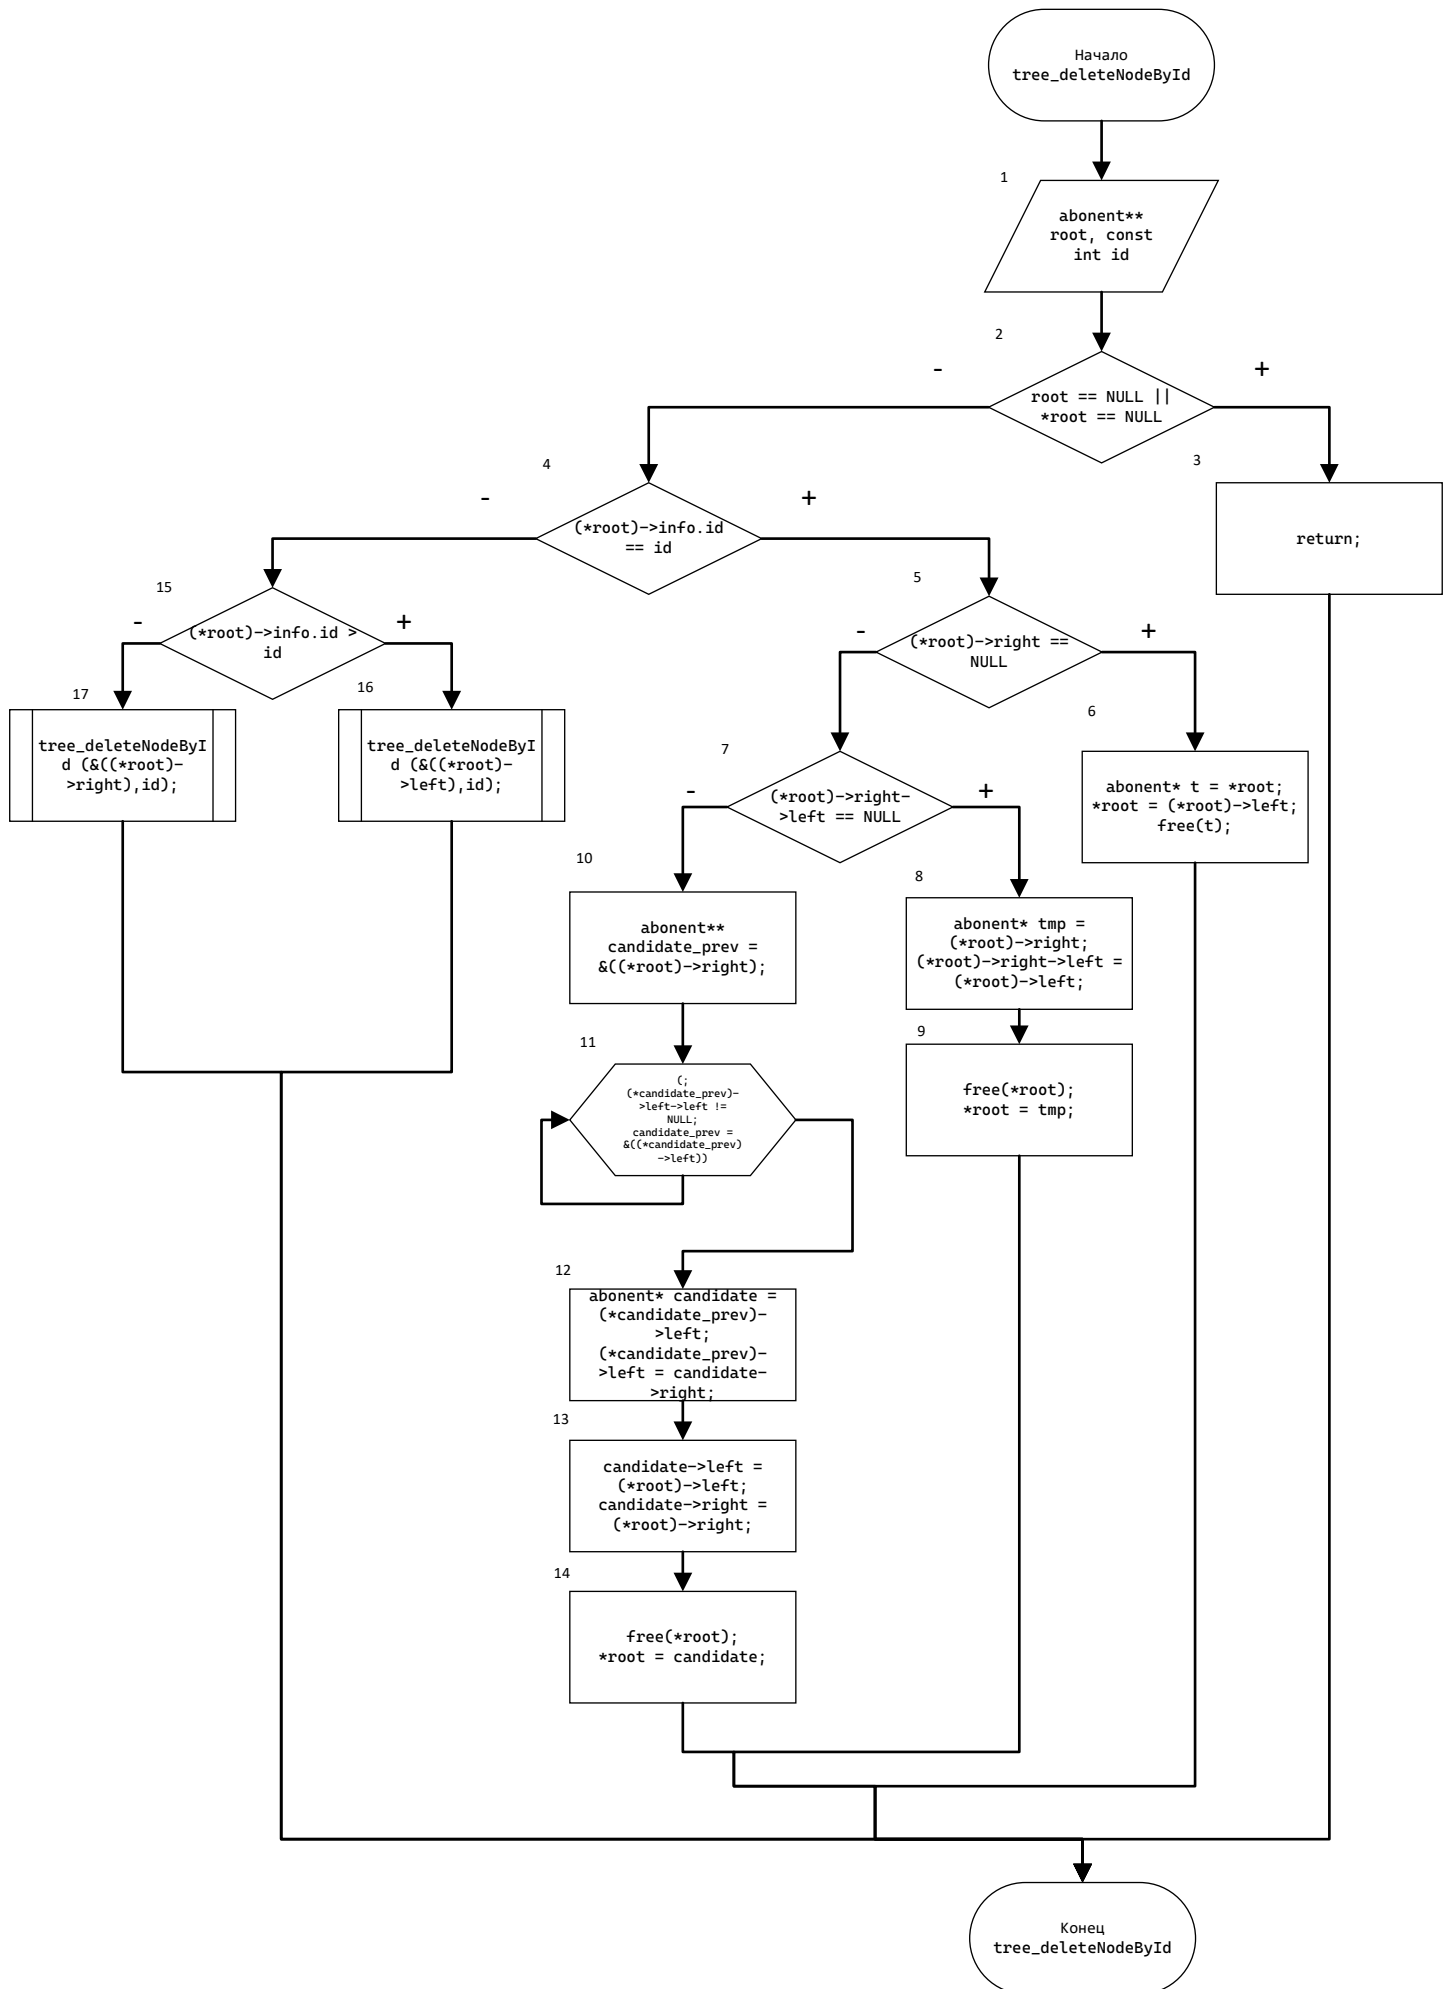 Начало
tree_deleteNodeById
1
abonent**
root, const
int id
2
-
+
root == NULL ||
*root == NULL
3
return;
4
-
+
(*root)->info.id
== id
15
-
+
(*root)->info.id >
id
17
tree_deleteNodeByI
d (&((*root)-
>right),id);
16
tree_deleteNodeByI
d (&((*root)-
>left),id);
5
-
+
(*root)->right ==
NULL
6
abonent* t = *root;
*root = (*root)->left;
free(t);
7
-
+
(*root)->right-
>left == NULL
8
abonent* tmp =
(*root)->right;
(*root)->right->left =
(*root)->left;
9
free(*root);
*root = tmp;
10
abonent**
candidate_prev =
&((*root)->right);
11
(;
(*candidate_prev)-
>left->left !=
NULL;
candidate_prev =
&((*candidate_prev)
->left))
12
abonent* candidate =
(*candidate_prev)-
>left;
(*candidate_prev)-
>left = candidate-
>right;
13
candidate->left =
(*root)->left;
candidate->right =
(*root)->right;
14
free(*root);
*root = candidate;
Конец
tree_deleteNodeById